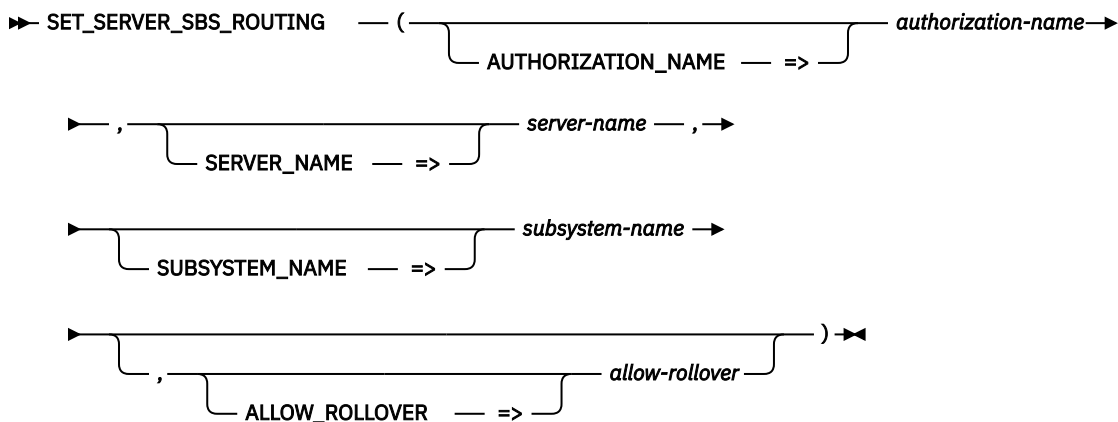 SET_SERVER_SBS_ROUTING ( authorization-name
AUTHORIZATION_NAME =>
, server-name ,
SERVER_NAME =>
subsystem-name
SUBSYSTEM_NAME =>
)
, allow-rollover
ALLOW_ROLLOVER =>